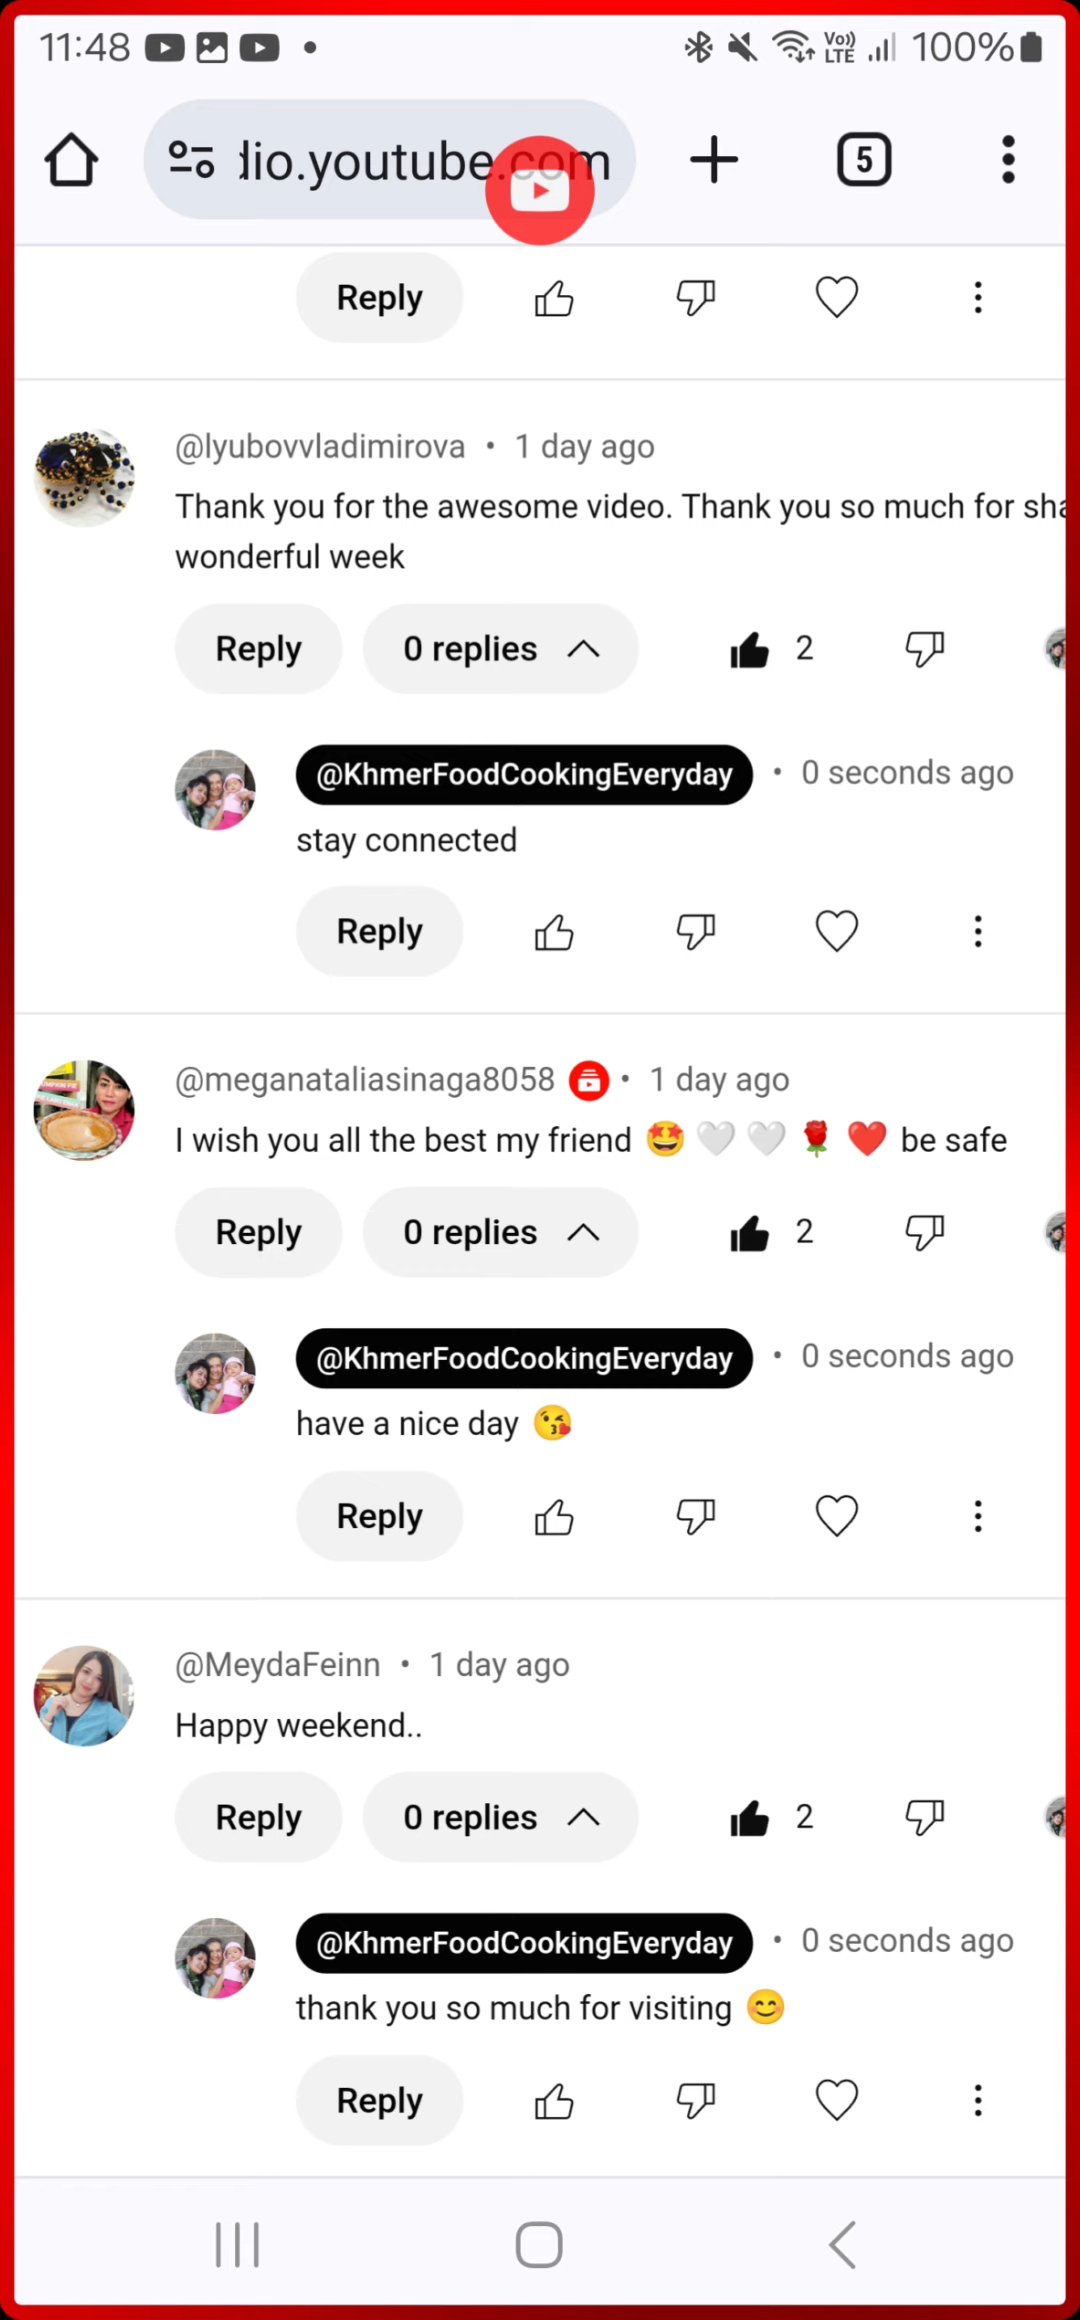 11:48 Vo)) LTE 100%
dio.youtube.com 5
Reply
@lyubovvladimirova • 1 day ago
Thank you for the awesome video. Thank you so much for sha
wonderful week
Reply 0 replies 2
@KhmerFoodCookingEveryday • 0 seconds ago
stay connected
Reply
@meganataliasinaga8058 • 1 day ago
I wish you all the best my friend 🤩🤍🤍🌹❤️ be safe
Reply 0 replies 2
@KhmerFoodCookingEveryday • 0 seconds ago
have a nice day 😘
Reply
@MeydaFeinn • 1 day ago
Happy weekend..
Reply 0 replies 2
@KhmerFoodCookingEveryday • 0 seconds ago
thank you so much for visiting 😊
Reply